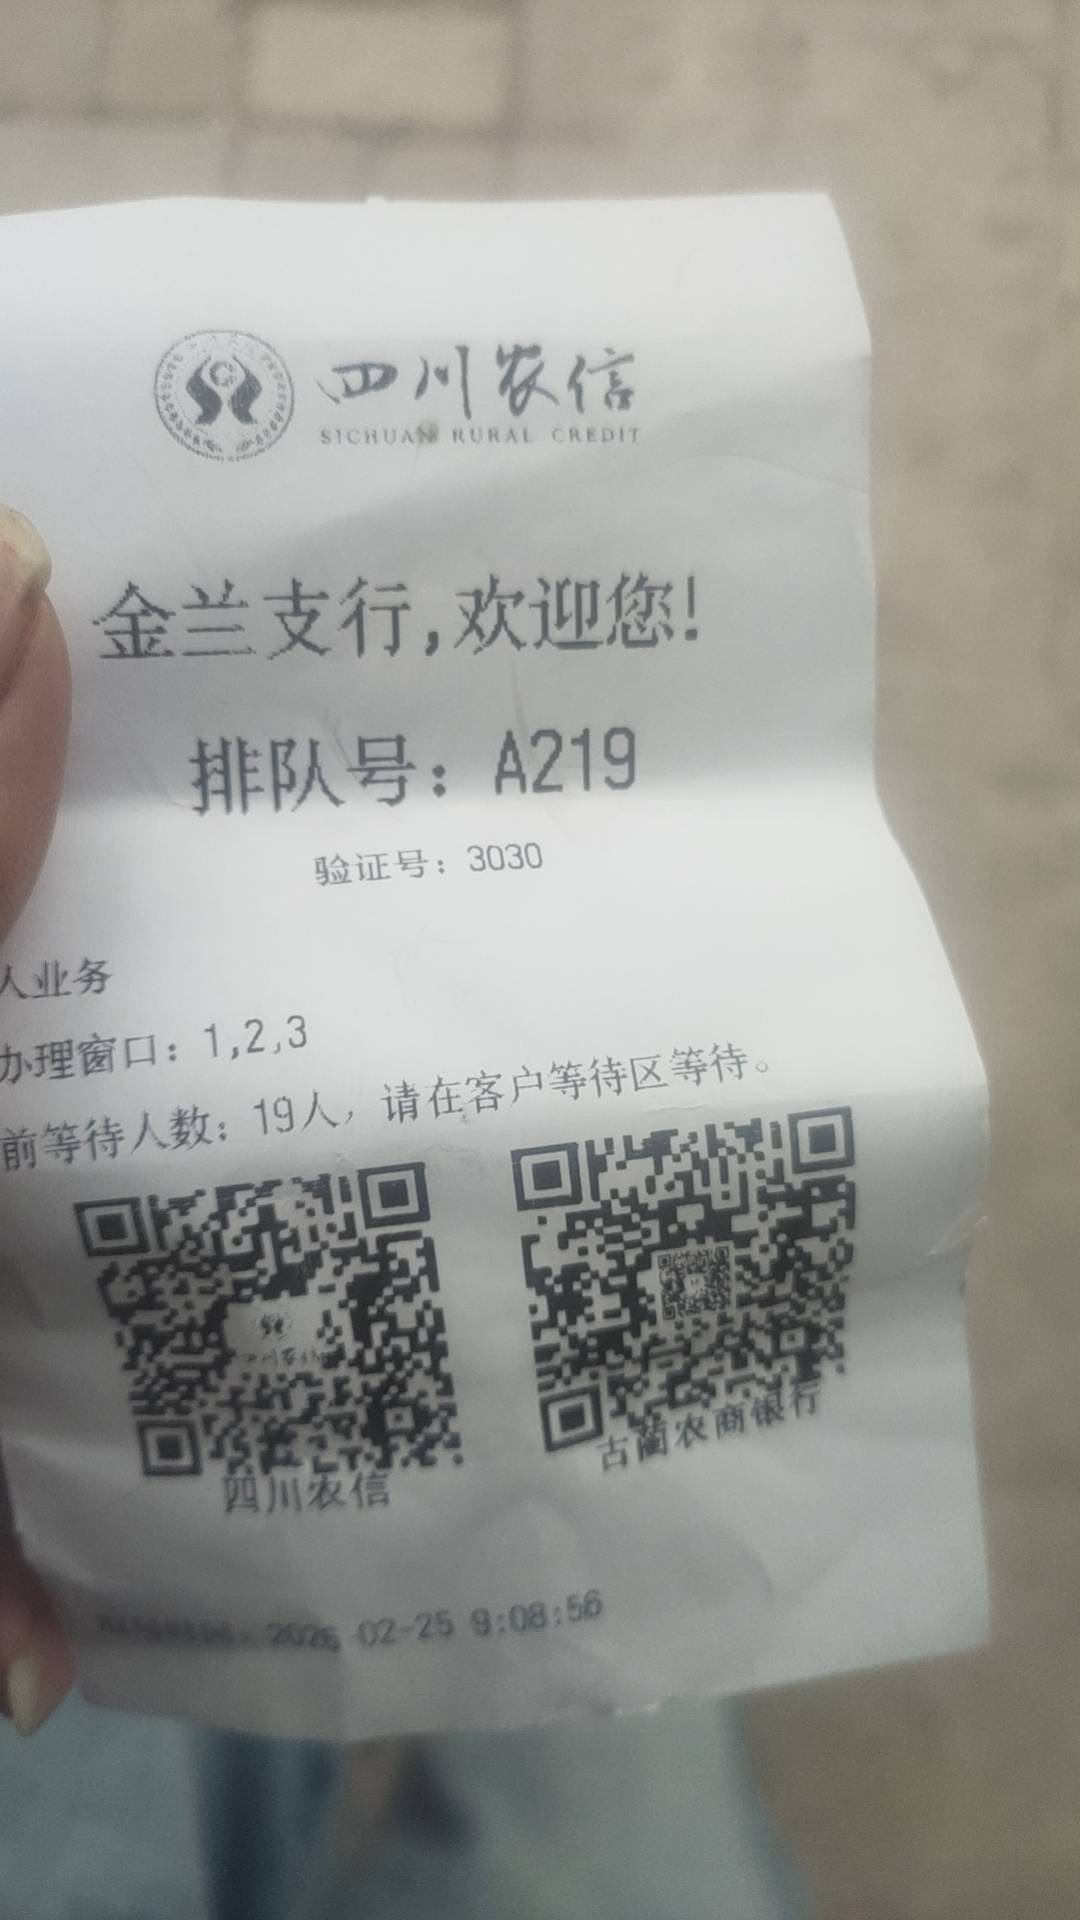 四川农信
SICHUAN RURAL CREDIT
金兰支行,欢迎您!
排队号：A219
验证号：3030
人业务
办理窗口：1,2,3
前等待人数：19人，请在客户等待区等待。
四川农信
古蔺农商银行
2026 02-25 9:08:56